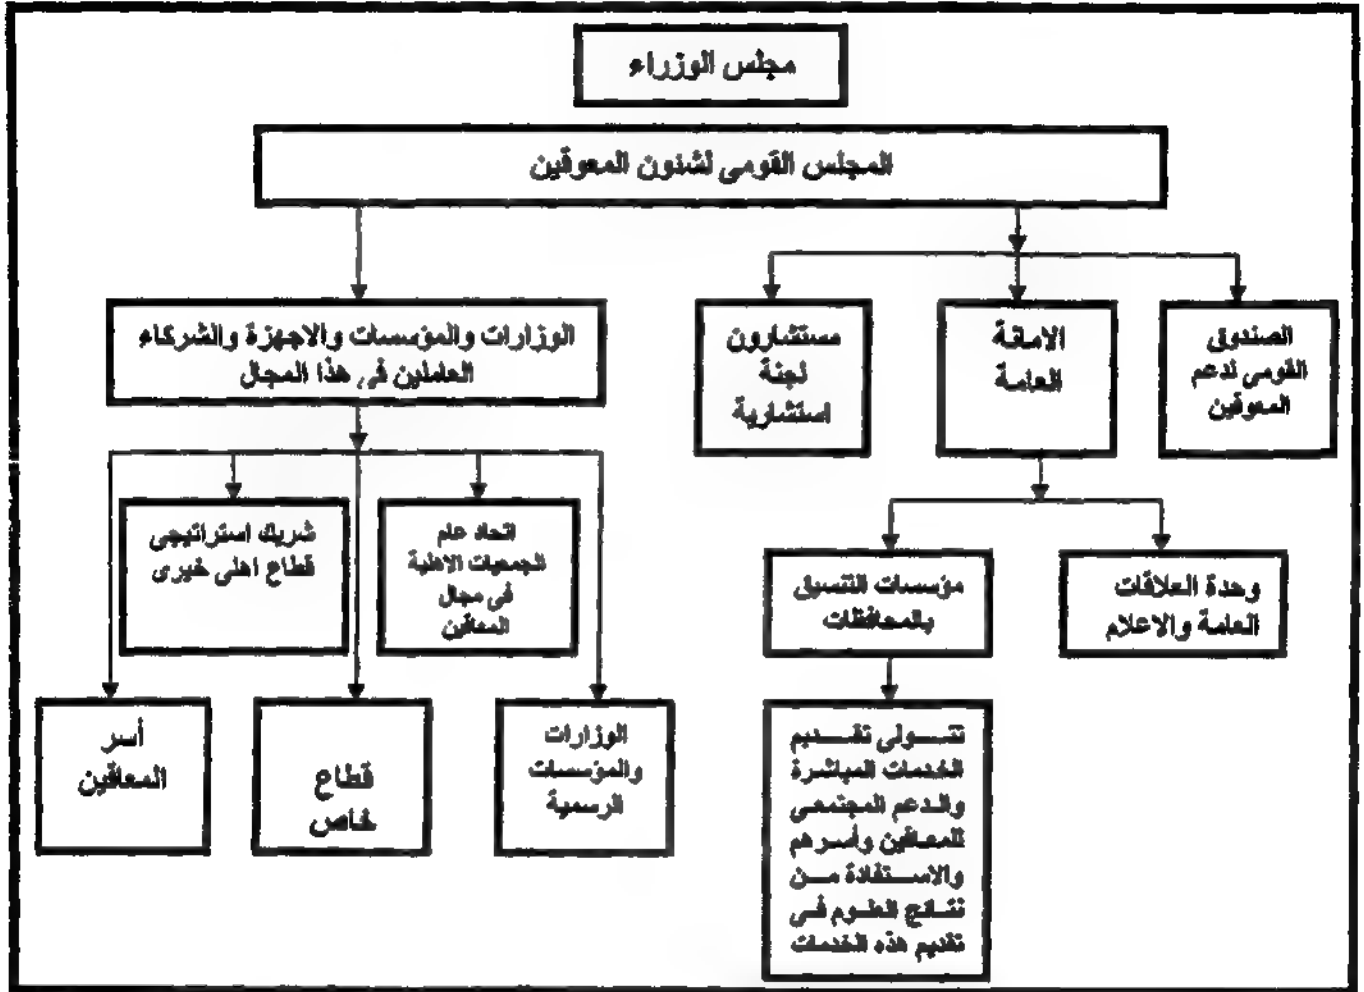 مجلس الوزراء
المجلس القومى لشئون المعوقين
الصندوق
القومى لدعم
المعوقين
الامانة
العامة
مستشارون
لجنة
استشارية
الوزارات والمؤسسات والاجهزة والشركاء
العاملين فى هذا المجال
وحدة العلاقات
العامة والاعلام
مؤسسات التنسيق
بالمحافظات
اتحاد عام
للجمعيات الاهلية
فى مجال
المعاقين
شريك استراتيجى
قطاع اهلى خيرى
تتولى تقديم
الخدمات المباشرة
والدعم المجتمعى
للمعاقين وأسرهم
والاستفادة من
نتائج العلوم فى
تقديم هذه الخدمات
الوزارات
والمؤسسات
الرسمية
قطاع
خاص
أسر
المعاقين